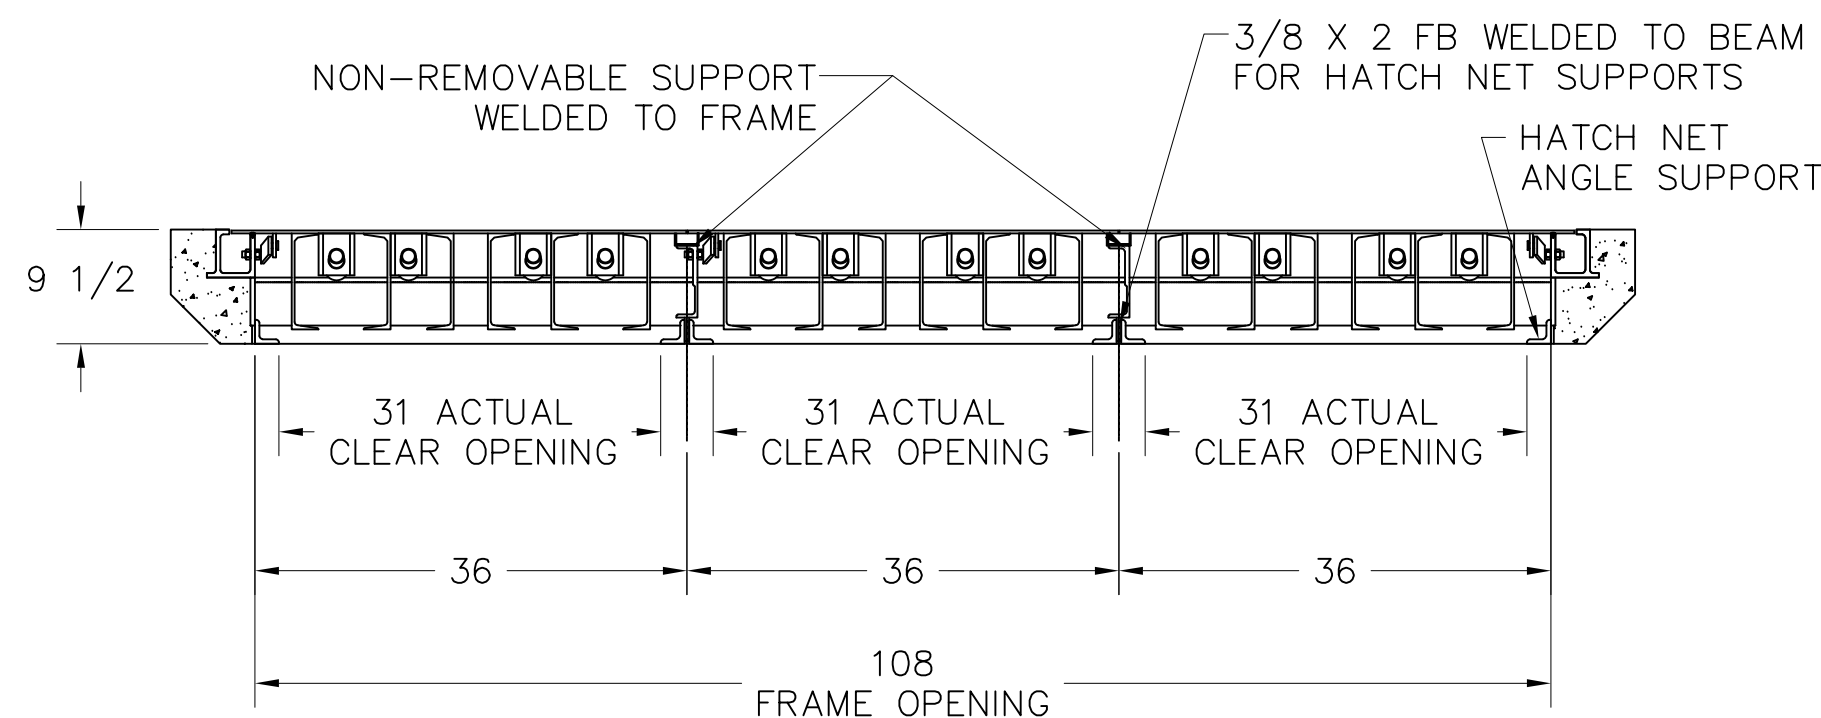 3/8 X 2 FB WELDED TO BEAM
FOR HATCH NET SUPPORTS
NON-REMOVABLE SUPPORT
WELDED TO FRAME
HATCH NET
ANGLE SUPPORT
9 1/2
31 ACTUAL
CLEAR OPENING
31 ACTUAL
CLEAR OPENING
31 ACTUAL
CLEAR OPENING
36
36
36
108
FRAME OPENING